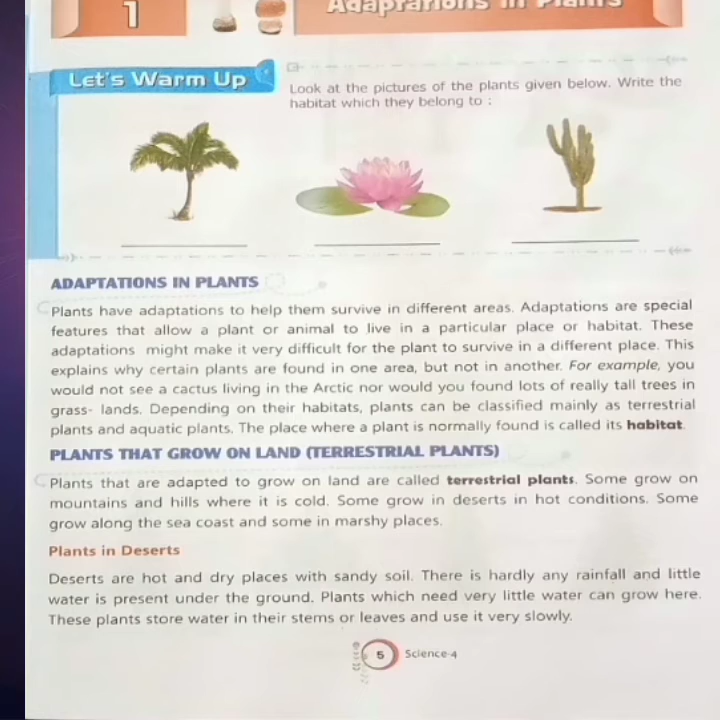 1
Adaptations in Plants
Let's Warm Up
Look at the pictures of the plants given below. Write the
habitat which they belong to :
ADAPTATIONS IN PLANTS
Plants have adaptations to help them survive in different areas. Adaptations are special
features that allow a plant or animal to live in a particular place or habitat. These
adaptations might make it very difficult for the plant to survive in a different place. This
explains why certain plants are found in one area, but not in another. For example, you
would not see a cactus living in the Arctic nor would you found lots of really tall trees in
grass- lands. Depending on their habitats, plants can be classified mainly as terrestrial
plants and aquatic plants. The place where a plant is normally found is called its habitat.
PLANTS THAT GROW ON LAND (TERRESTRIAL PLANTS)
Plants that are adapted to grow on land are called terrestrial plants. Some grow on
mountains and hills where it is cold. Some grow in deserts in hot conditions. Some
grow along the sea coast and some in marshy places.
Plants in Deserts
Deserts are hot and dry places with sandy soil. There is hardly any rainfall and little
water is present under the ground. Plants which need very little water can grow here.
These plants store water in their stems or leaves and use it very slowly.
5 Science-4